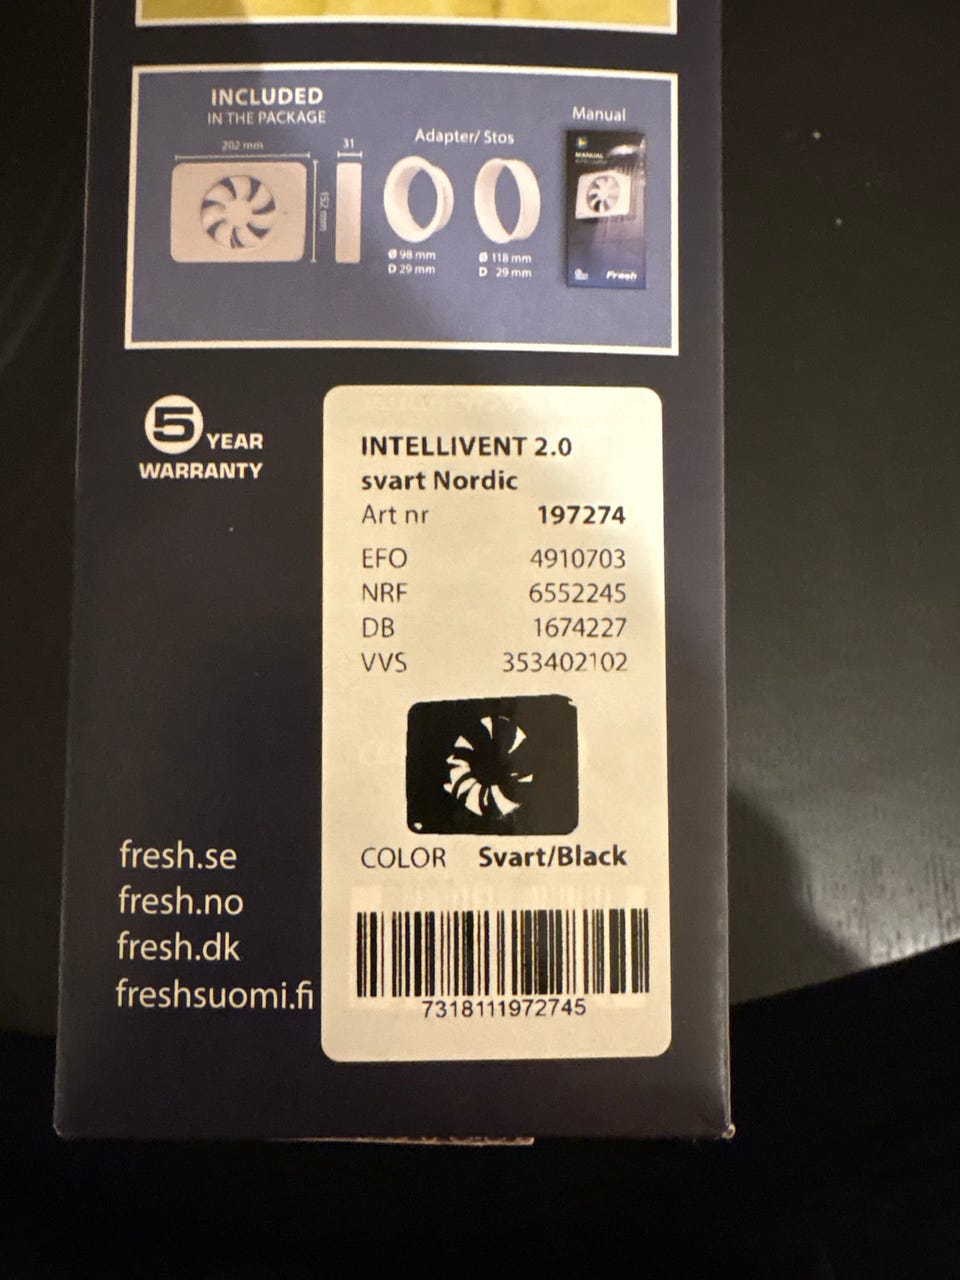 INCLUDED
IN THE PACKAGE
202 mm
31
152 mm
Adapter/ Stos
Ø 98 mm
D 29 mm
Ø 118 mm
D 29 mm
Manual
MANUAL
Fresh
5 YEAR
WARRANTY
INTELLIVENT 2.0
svart Nordic
Art nr 197274
EFO 4910703
NRF 6552245
DB 1674227
VVS 353402102
COLOR Svart/Black
7318111972745
fresh.se
fresh.no
fresh.dk
freshsuomi.fi